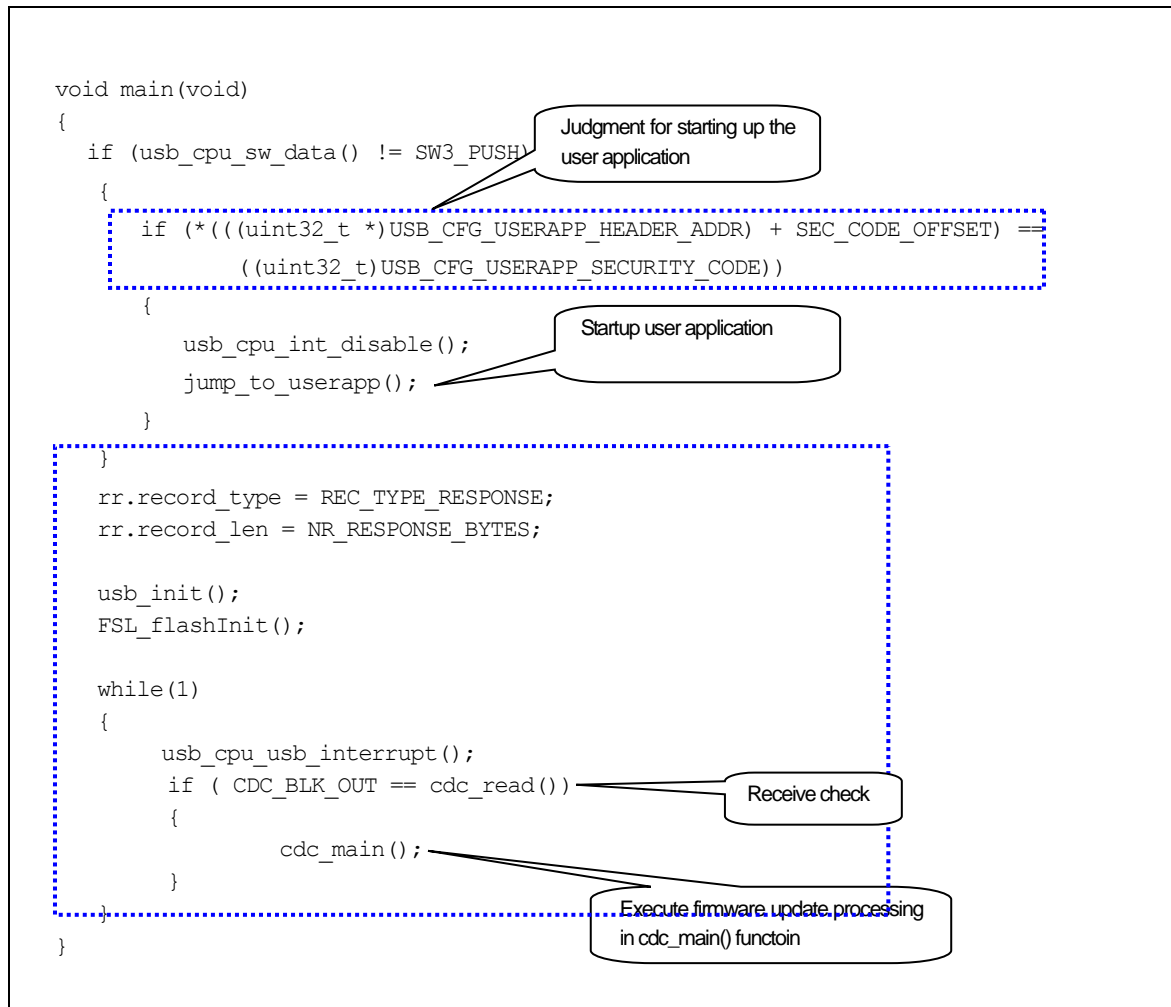 void main(void)
{
if (usb_cpu_sw_data() != SW3_PUSH)
Judgment for starting up the
user application
{
if (*(((uint32_t *)USB_CFG_USERAPP_HEADER_ADDR) + SEC_CODE_OFFSET) ==
((uint32_t)USB_CFG_USERAPP_SECURITY_CODE))
{
usb_cpu_int_disable();
Startup user application
jump_to_userapp();
}
}
rr.record_type = REC_TYPE_RESPONSE;
rr.record_len = NR_RESPONSE_BYTES;
usb_init();
FSL_flashInit();
while(1)
{
usb_cpu_usb_interrupt();
if ( CDC_BLK_OUT == cdc_read())
Receive check
{
cdc_main();
}
}
Execute firmware update processing
in cdc_main() functoin
}